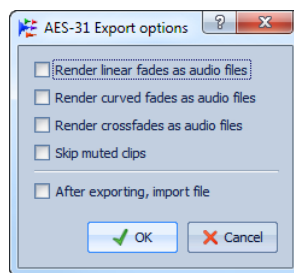 AES-31 Export options
?
X
Render linear fades as audio files
Render curved fades as audio files
Render crossfades as audio files
Skip muted clips
After exporting, import file
OK
Cancel